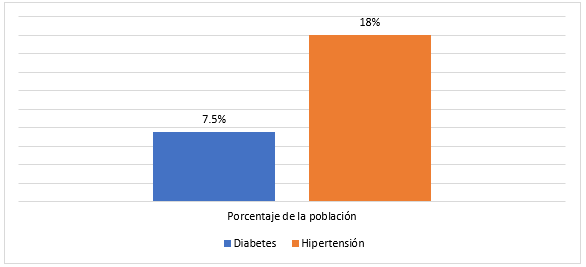 18%
7.5%
Porcentaje de la población
Diabetes Hipertensión